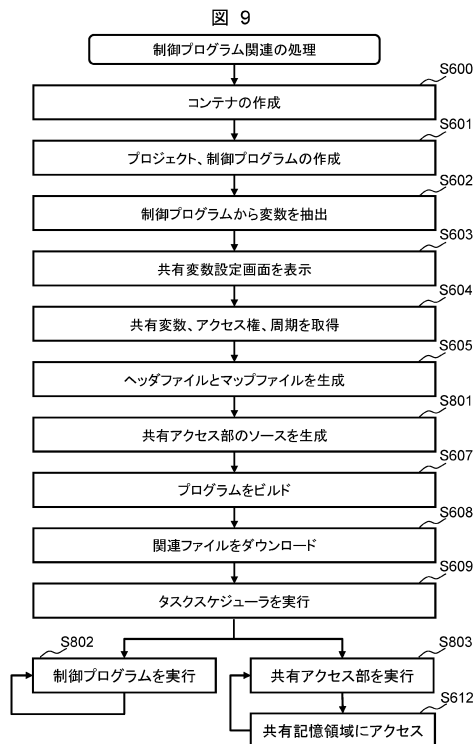 図 9
制御プログラム関連の処理
S600
コンテナの作成
S601
プロジェクト、制御プログラムの作成
S602
制御プログラムから変数を抽出
S603
共有変数設定画面を表示
S604
共有変数、アクセス権、周期を取得
S605
ヘッダファイルとマップファイルを生成
S801
共有アクセス部のソースを生成
S607
プログラムをビルド
S608
関連ファイルをダウンロード
S609
タスクスケジューラを実行
S802
制御プログラムを実行
S803
共有アクセス部を実行
S612
共有記憶領域にアクセス